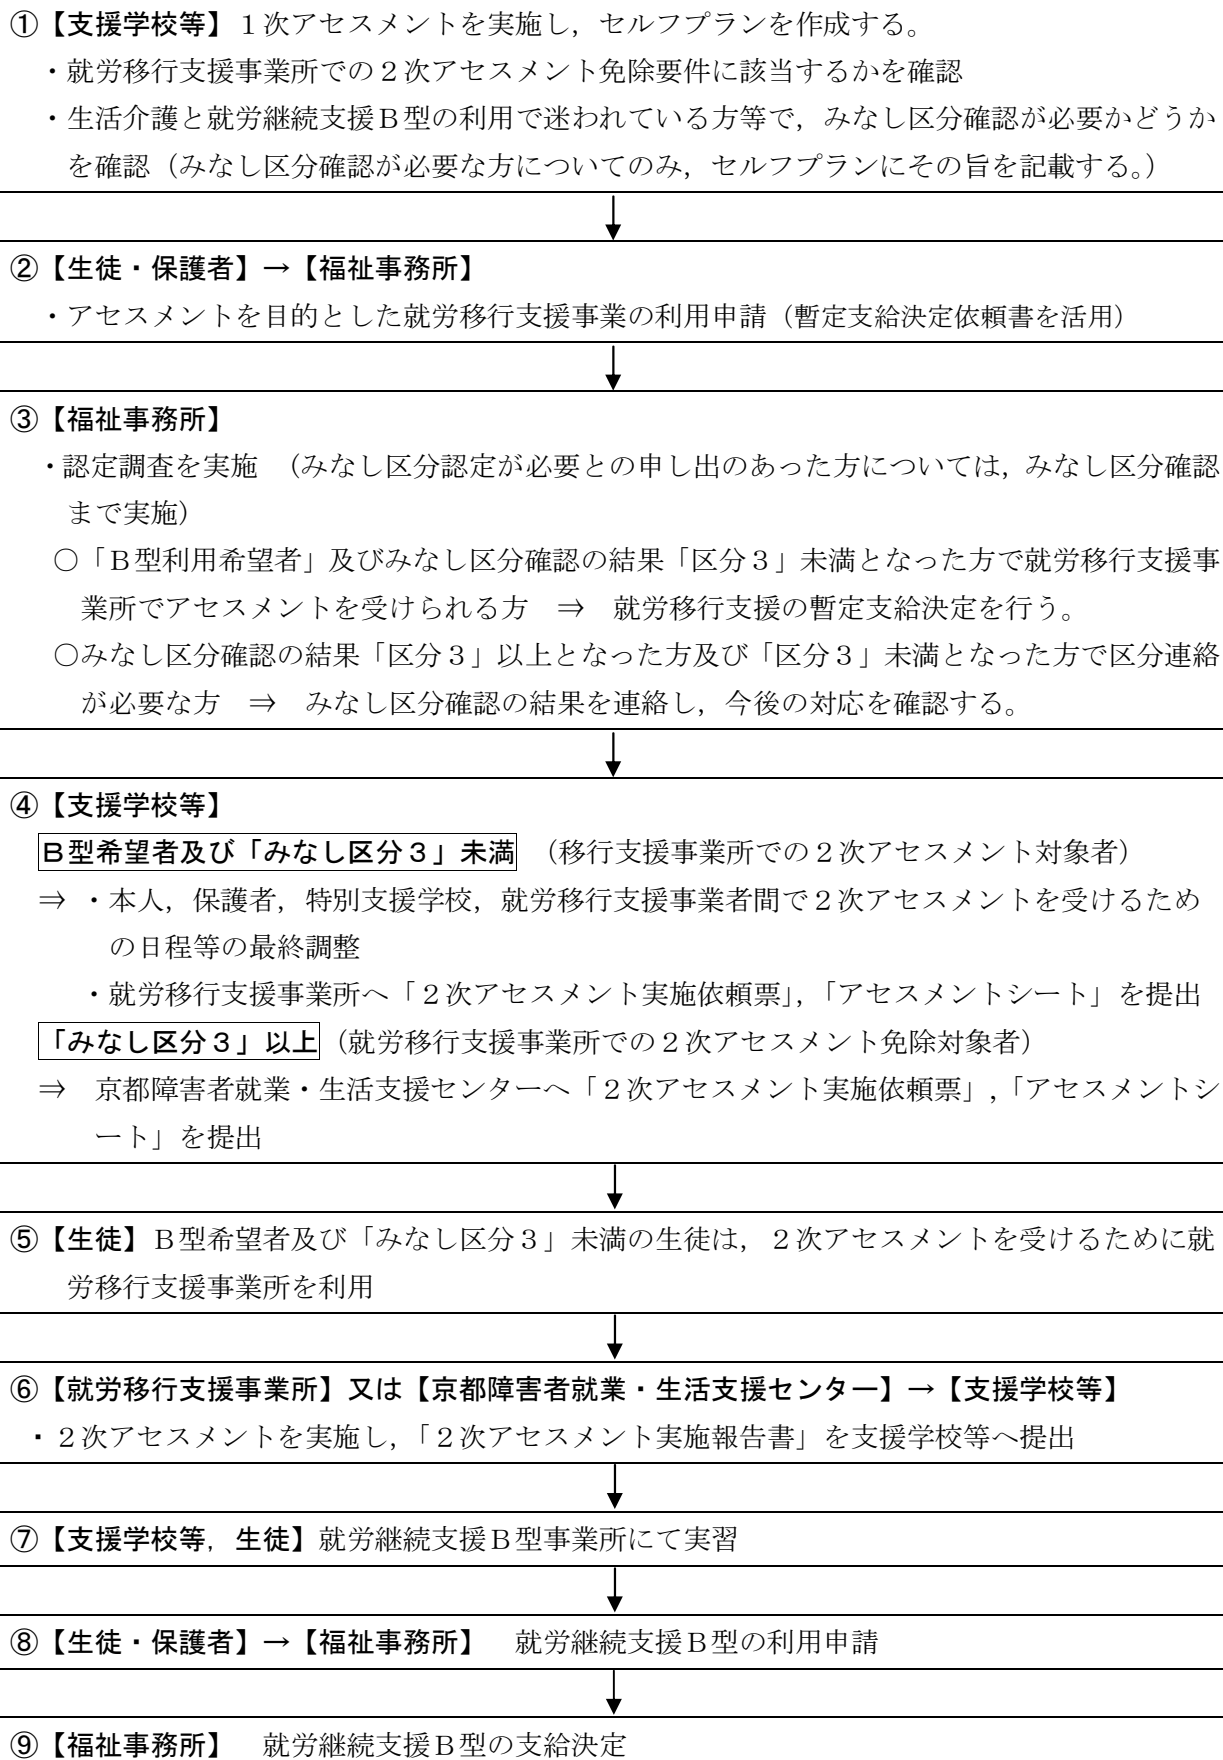 ①【支援学校等】１次アセスメントを実施し，セルフプランを作成する。
・就労移行支援事業所での２次アセスメント免除要件に該当するかを確認
・生活介護と就労継続支援Ｂ型の利用で迷われている方等で，みなし区分確認が必要かどうか
を確認（みなし区分確認が必要な方についてのみ，セルフプランにその旨を記載する。）
②【生徒・保護者】→【福祉事務所】
・アセスメントを目的とした就労移行支援事業の利用申請（暫定支給決定依頼書を活用）
③【福祉事務所】
・認定調査を実施　（みなし区分認定が必要との申し出のあった方については，みなし区分確認
まで実施）
○「Ｂ型利用希望者」及びみなし区分確認の結果「区分３」未満となった方で就労移行支援事
業所でアセスメントを受けられる方　⇒　就労移行支援の暫定支給決定を行う。
○みなし区分確認の結果「区分３」以上となった方及び「区分３」未満となった方で区分連絡
が必要な方　⇒　みなし区分確認の結果を連絡し，今後の対応を確認する。
④【支援学校等】
Ｂ型希望者及び「みなし区分３」未満　（移行支援事業所での２次アセスメント対象者）
⇒　・本人，保護者，特別支援学校，就労移行支援事業者間で２次アセスメントを受けるため
の日程等の最終調整
・就労移行支援事業所へ「２次アセスメント実施依頼票」，「アセスメントシート」を提出
「みなし区分３」以上（就労移行支援事業所での２次アセスメント免除対象者）
⇒　京都障害者就業・生活支援センターへ「２次アセスメント実施依頼票」，「アセスメントシ
ート」を提出
⑤【生徒】Ｂ型希望者及び「みなし区分３」未満の生徒は，２次アセスメントを受けるために就
労移行支援事業所を利用
⑥【就労移行支援事業所】又は【京都障害者就業・生活支援センター】→【支援学校等】
・２次アセスメントを実施し，「２次アセスメント実施報告書」を支援学校等へ提出
⑦【支援学校等，生徒】就労継続支援Ｂ型事業所にて実習
⑧【生徒・保護者】→【福祉事務所】　就労継続支援Ｂ型の利用申請
⑨【福祉事務所】　就労継続支援Ｂ型の支給決定